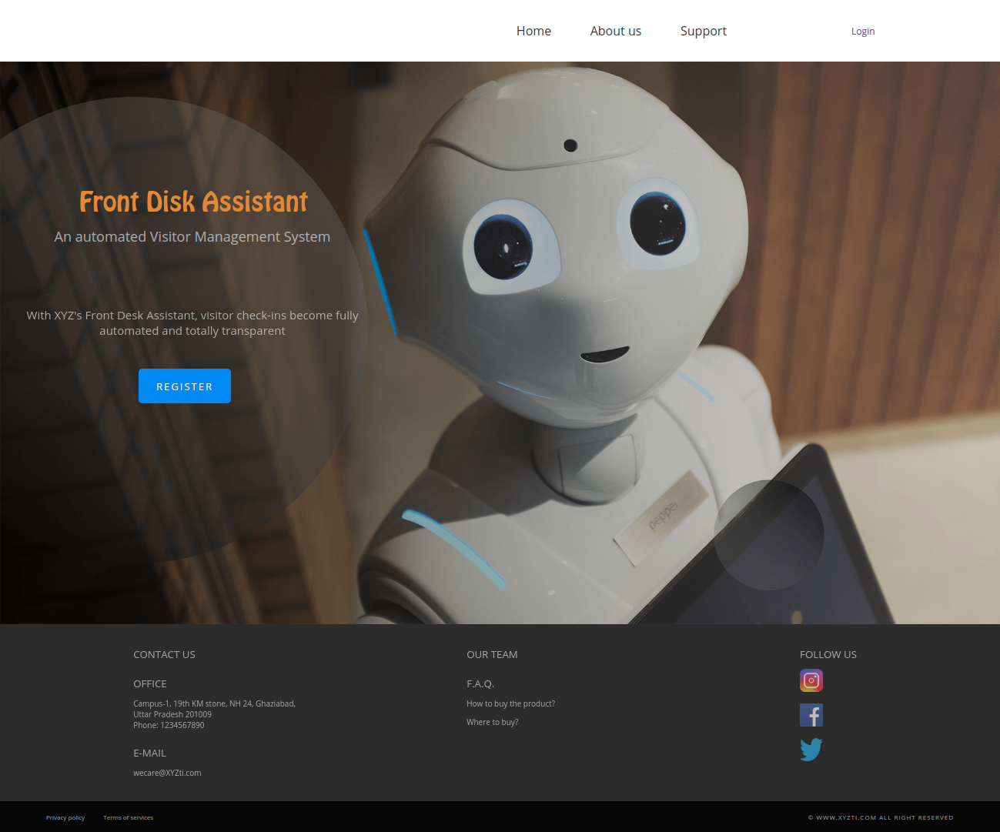 Home About us Support Login
Front Disk Assistant
An automated Visitor Management System
With XYZ's Front Desk Assistant, visitor check-ins become fully
automated and totally transparent
REGISTER
pepper
CONTACT US
OFFICE
Campus-1, 19th KM stone, NH 24, Ghaziabad,
Uttar Pradesh 201009
Phone: 1234567890
E-MAIL
wecare@XYZti.com
OUR TEAM
F.A.Q.
How to buy the product?
Where to buy?
FOLLOW US
Privacy policy Terms of services
© WWW.XYZTI.COM ALL RIGHT RESERVED